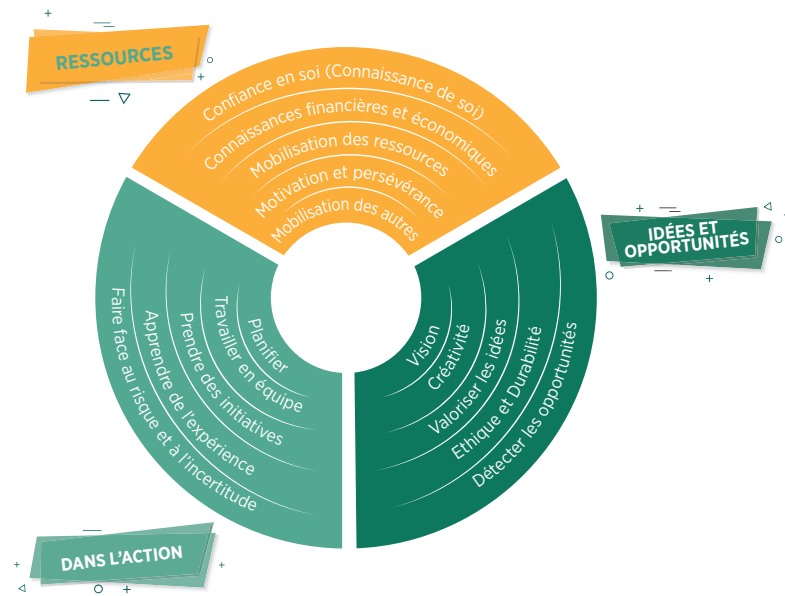 RESSOURCES
Confiance en soi (Connaissance de soi)
Connaissances financières et économiques
Mobilisation des ressources
Motivation et persévérance
Mobilisation des autres
IDÉES ET
OPPORTUNITÉS
Vision
Créativité
Valoriser les idées
Ethique et Durabilité
Détecter les opportunités
Planifier
Travailler en équipe
Prendre des initiatives
Apprendre de l'expérience
Faire face au risque et à l'incertitude
DANS L'ACTION